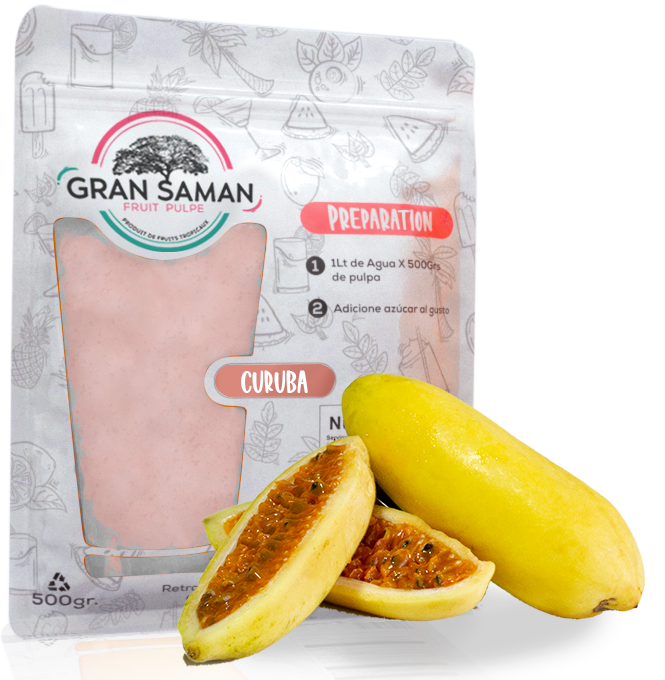 GRAN SAMAN
FRUIT PULPE
PRODUIT DE FRUITS TROPICAUX
PREPARATION
1 1Lt de Agua X 500Grs
de pulpa
2 Adicione azúcar al gusto
CURUBA
500gr.